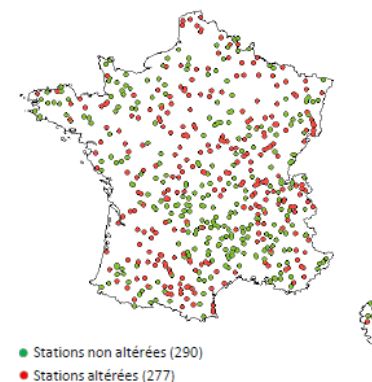 Stations non altérées (290)
Stations altérées (277)